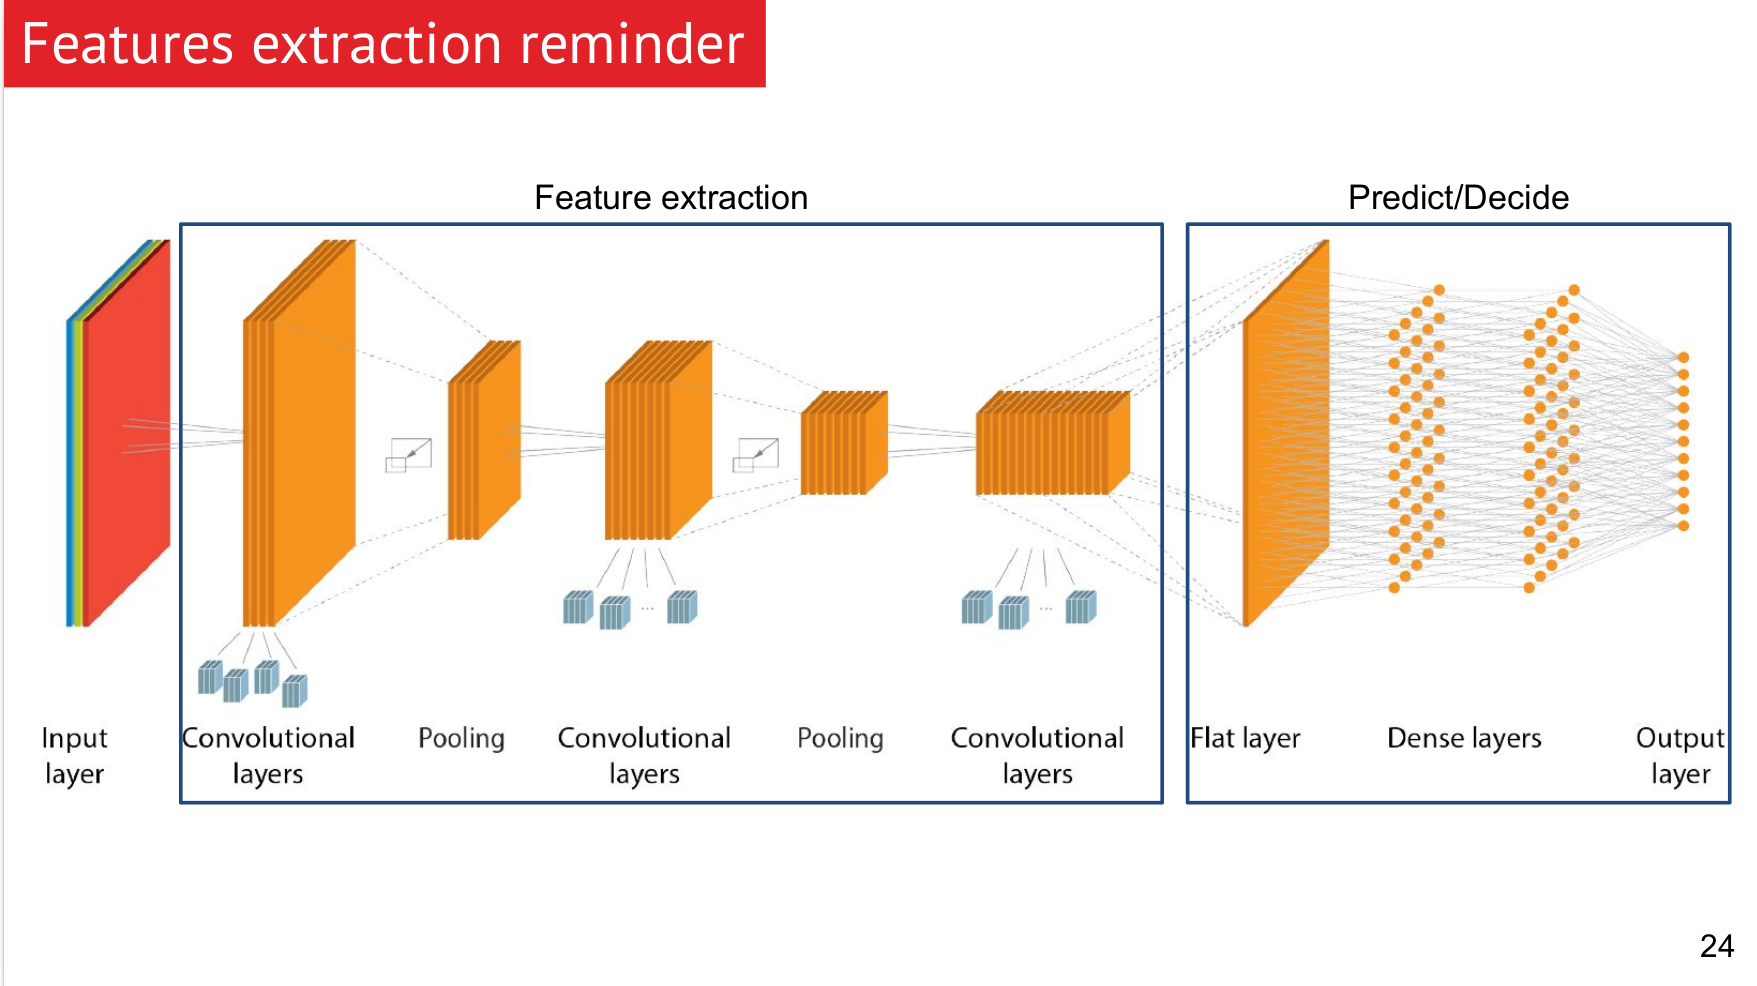 Features extraction reminder
Feature extraction
Predict/Decide
Input
layer
Convolutional
layers
Pooling
Convolutional
layers
Pooling
Convolutional
layers
Flat layer
Dense layers
Output
layer
...
...
24